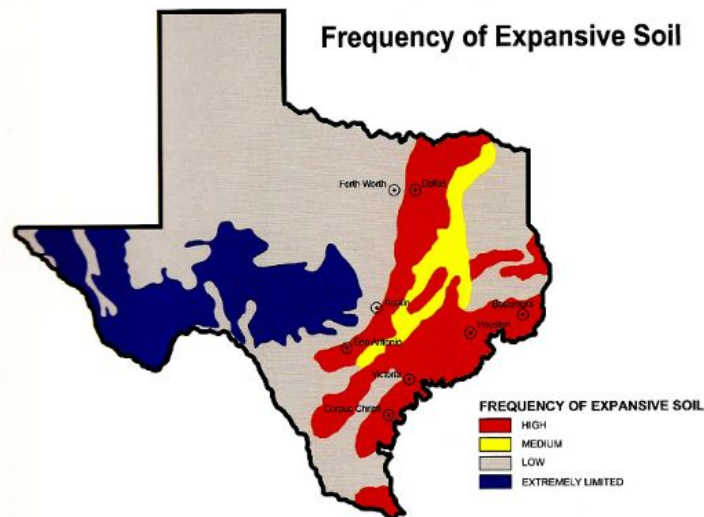 Frequency of Expansive Soil
Forth Worth
Dallas
Austin
Beaumont
Houston
San Antonio
Victoria
Corpus Christi
FREQUENCY OF EXPANSIVE SOIL
HIGH
MEDIUM
LOW
EXTREMELY LIMITED